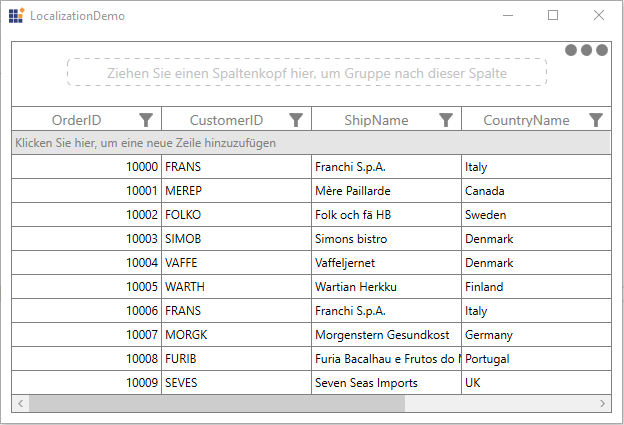 LocalizationDemo
Ziehen Sie einen Spaltenkopf hier, um Gruppe nach dieser Spalte
OrderID CustomerID ShipName CountryName
Klicken Sie hier, um eine neue Zeile hinzuzufügen
10000 FRANS Franchi S.p.A. Italy
10001 MEREP Mère Paillarde Canada
10002 FOLKO Folk och fä HB Sweden
10003 SIMOB Simons bistro Denmark
10004 VAFFE Vaffeljernet Denmark
10005 WARTH Wartian Herkku Finland
10006 FRANS Franchi S.p.A. Italy
10007 MORGK Morgenstern Gesundkost Germany
10008 FURIB Furia Bacalhau e Frutos do Portugal
10009 SEVES Seven Seas Imports UK